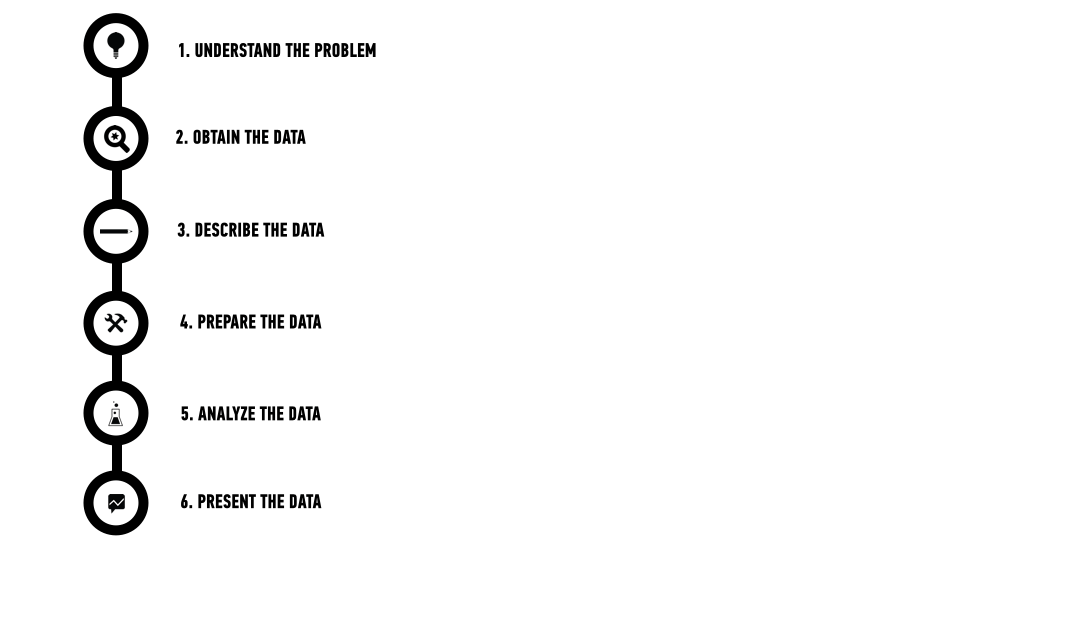 1. UNDERSTAND THE PROBLEM
2. OBTAIN THE DATA
3. DESCRIBE THE DATA
4. PREPARE THE DATA
5. ANALYZE THE DATA
6. PRESENT THE DATA